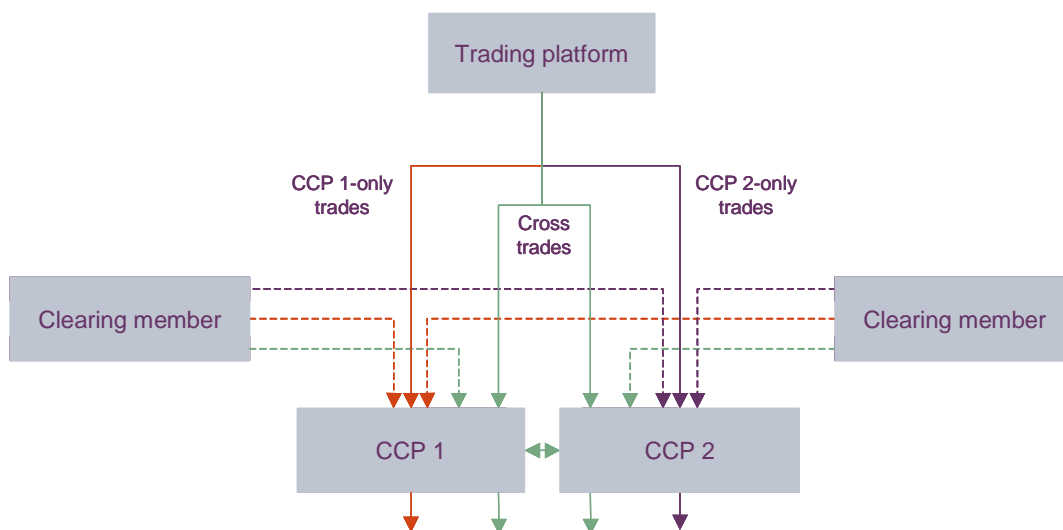 Trading platform
CCP 1-only
trades
CCP 2-only
trades
Cross
trades
Clearing member
Clearing member
CCP 1
CCP 2